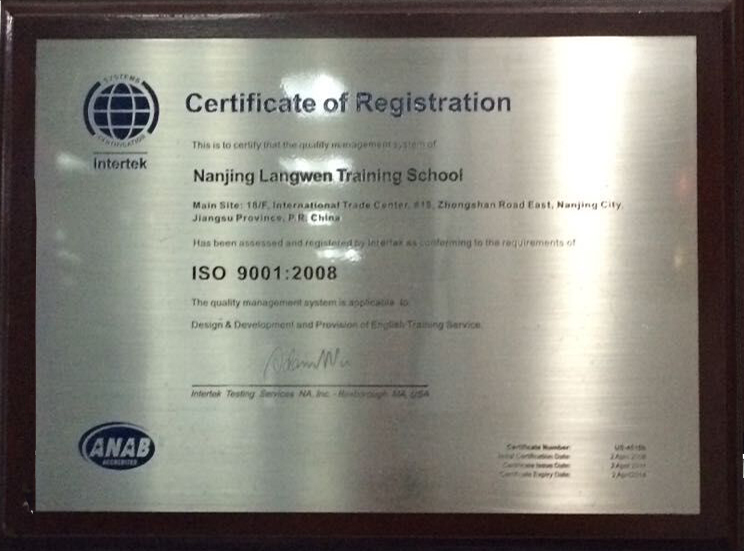 SYSTEMS
CERTIFICATION
Intertek
Certificate of Registration
This is to certify that the quality management system of
Nanjing Langwen Training School
Main Site: 18/F, International Trade Center, Zhongshan Road East, Nanjing City,
Jiangsu Province, P.R. China
Has been assessed and registered by as conforming to the requirements of
ISO 9001:2008
The quality management system is applicable to
Design & Development and Provision of English Training Service
Intertek Testing Services NA, Inc. - MA, USA
ANAB
ACCREDITED
Certificate Number:
Initial Certification Date:
Certificate Issue Date:
Certificate Expiry Date: